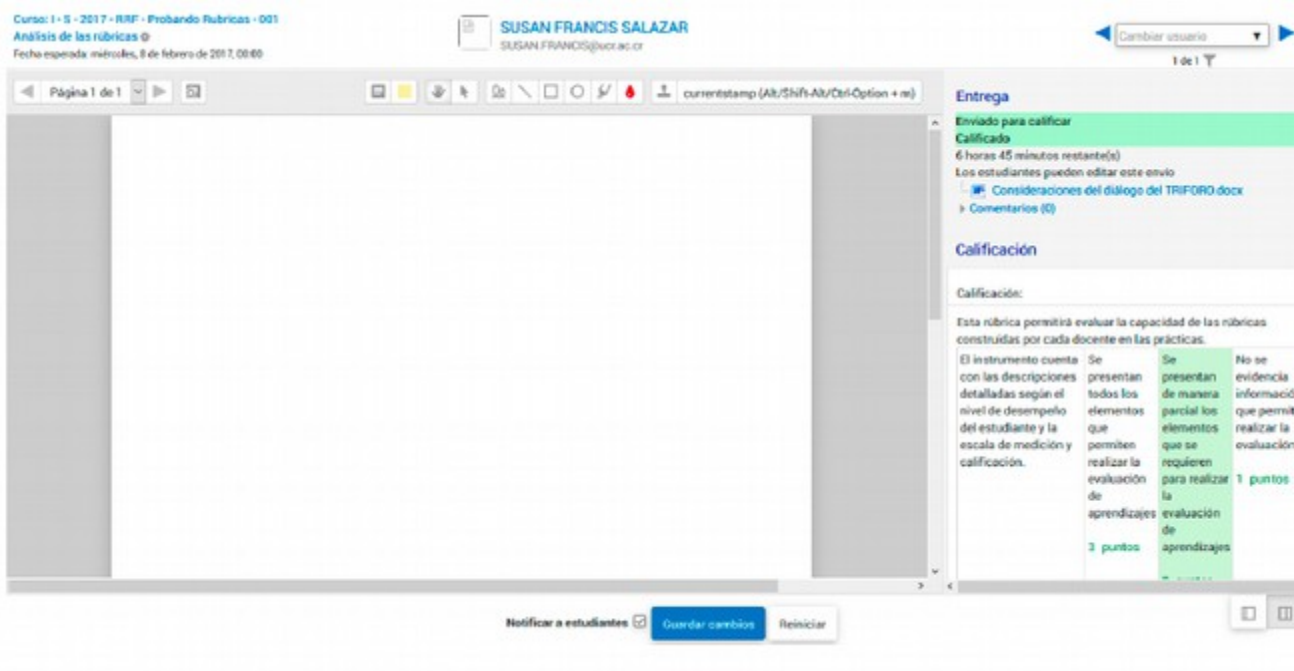 Curso: I - S - 2017 - RRF - Probando Rubricas - 001
Análisis de las rúbricas
Fecha esperada: miércoles, 8 de febrero de 2017, 00:00
SUSAN FRANCIS SALAZAR
SUSAN.FRANCIS@ucr.ac.cr
Cambiar usuario
1 de 1
Página 1 de 1
currentstamp (Alt/Shift-Alt/Ctrl-Option + m)
Entrega
Enviado para calificar
Calificado
6 horas 45 minutos restante(s)
Los estudiantes pueden editar este envío
Consideraciones del diálogo del TRIFORO.docx
Comentarios (0)
Calificación
Calificación:
Esta rúbrica permitirá evaluar la capacidad de las rúbricas
construidas por cada docente en las prácticas.
El instrumento cuenta
con las descripciones
detalladas según el
nivel de desempeño
del estudiante y la
escala de medición y
calificación.
Se
presentan
todos los
elementos
que
permiten
realizar la
evaluación
de
aprendizajes
3 puntos
Se
presentan
de manera
parcial los
elementos
que se
requieren
para realizar
la
evaluación
de
aprendizajes
No se
evidencia
informació
que permit
realizar la
evaluación
1 puntos
Notificar a estudiantes
Guardar cambios
Reiniciar